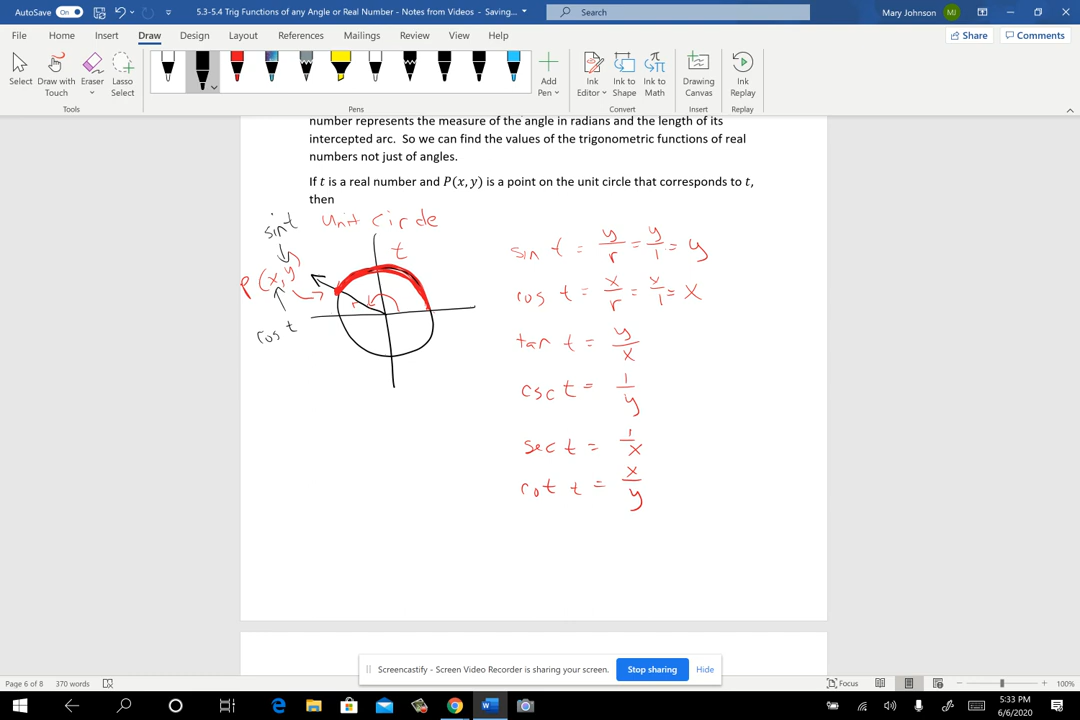 AutoSave On
5.3-5.4 Trig Functions of any Angle or Real Number - Notes from Videos - Saving...
Search
Mary Johnson MJ
File Home Insert Draw Design Layout References Mailings Review View Help
Share Comments
Select
Draw with Touch
Eraser
Lasso Select
Add Pen
Ink Editor
Ink to Shape
Ink to Math
Drawing Canvas
Ink Replay
Tools Pens Convert Insert Replay
number represents the measure of the angle in radians and the length of its
intercepted arc. So we can find the values of the trigonometric functions of real
numbers not just of angles.
If t is a real number and P(x, y) is a point on the unit circle that corresponds to t,
then
Unit Circle
sin t
t
P (x, y)
r
cos t
sin t = y/r = y/1 = y
cos t = x/r = x/1 = x
tan t = y/x
csc t = 1/y
sec t = 1/x
cot t = x/y
Screencastify - Screen Video Recorder is sharing your screen. Stop sharing Hide
Page 6 of 8 370 words
Focus
100%
5:33 PM
6/6/2020